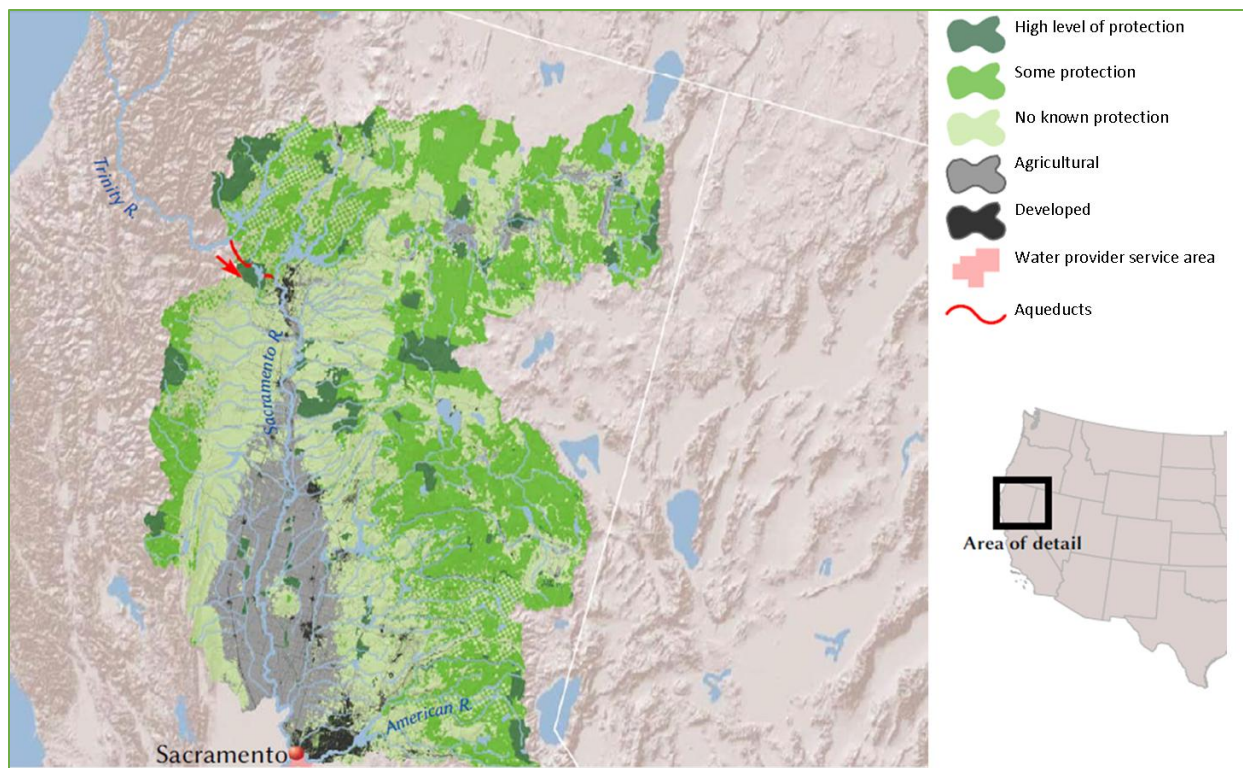 High level of protection
Some protection
No known protection
Agricultural
Developed
Water provider service area
Aqueducts
Trinity R.
Sacramento R.
American R.
Sacramento
Area of detail